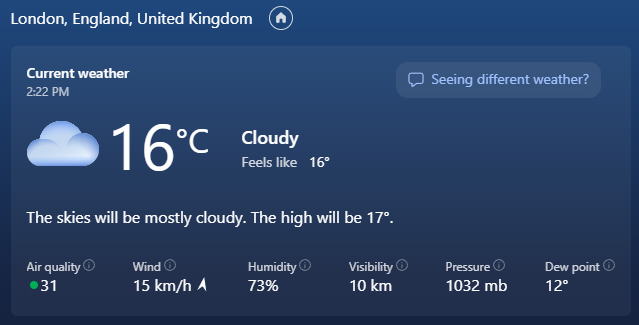 London, England, United Kingdom
Current weather
2:22 PM
Seeing different weather?
16°C
Cloudy
Feels like 16°
The skies will be mostly cloudy. The high will be 17°.
Air quality Wind Humidity Visibility Pressure Dew point
31 15 km/h 73% 10 km 1032 mb 12°